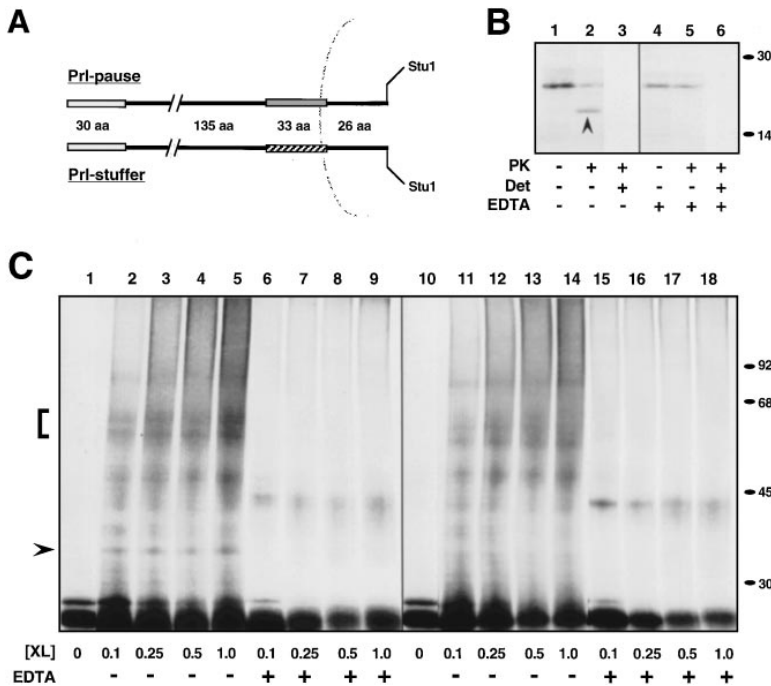 A
Prl-pause
Stu1
30 aa 135 aa 33 aa 26 aa
Prl-stuffer
Stu1
B
1 2 3 4 5 6
30
14
PK - + + - + +
Det - - + - - +
EDTA - - - + + +
C
1 2 3 4 5 6 7 8 9 10 11 12 13 14 15 16 17 18
92
68
45
30
[XL] 0 0.1 0.25 0.5 1.0 0.1 0.25 0.5 1.0 0 0.1 0.25 0.5 1.0 0.1 0.25 0.5 1.0
EDTA - - - - + + + + - - - - + + + +